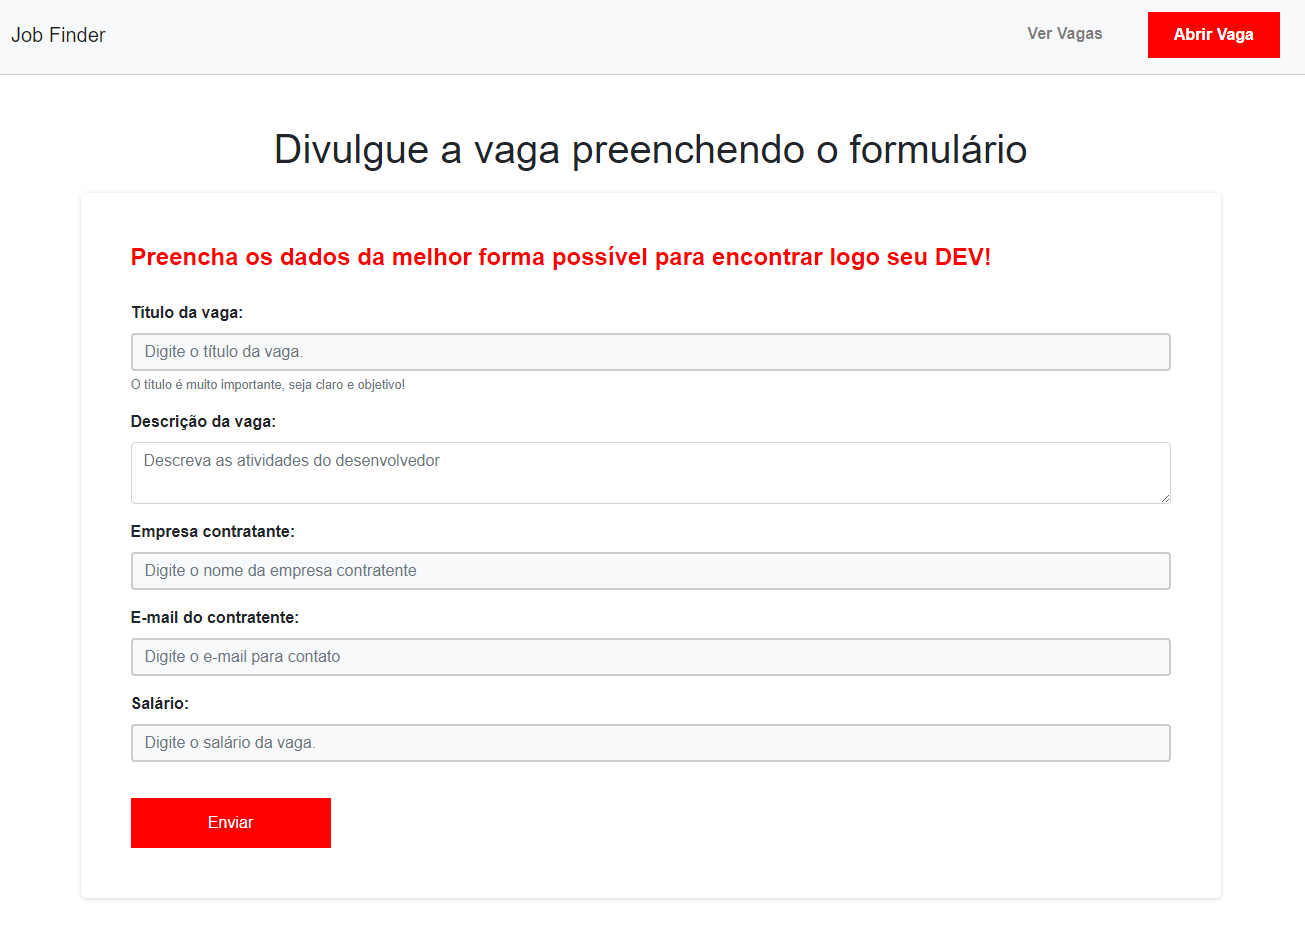 Job Finder
Ver Vagas
Abrir Vaga
Divulgue a vaga preenchendo o formulário
Preencha os dados da melhor forma possível para encontrar logo seu DEV!
Título da vaga:
Digite o título da vaga.
O título é muito importante, seja claro e objetivo!
Descrição da vaga:
Descreva as atividades do desenvolvedor
Empresa contratante:
Digite o nome da empresa contratente
E-mail do contratente:
Digite o e-mail para contato
Salário:
Digite o salário da vaga.
Enviar